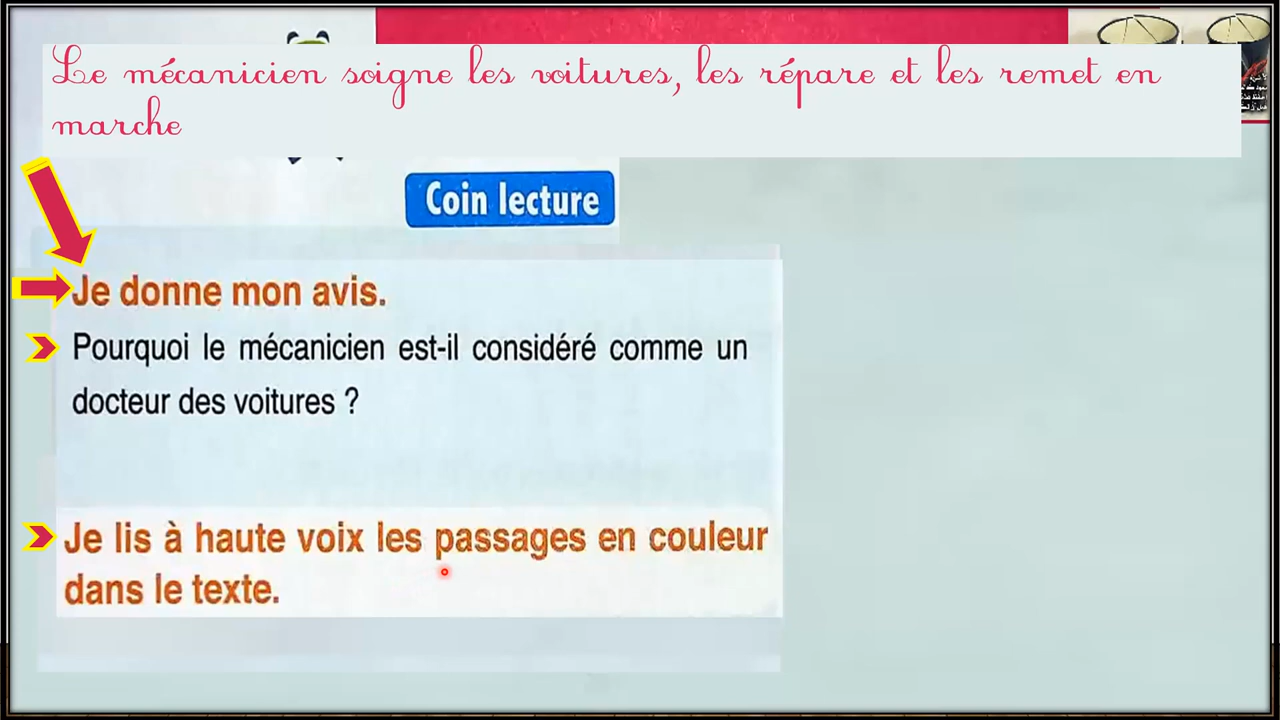 Le mécanicien soigne les voitures, les répare et les remet en
marche
Coin lecture
Je donne mon avis.
Pourquoi le mécanicien est-il considéré comme un
docteur des voitures ?
Je lis à haute voix les passages en couleur
dans le texte.